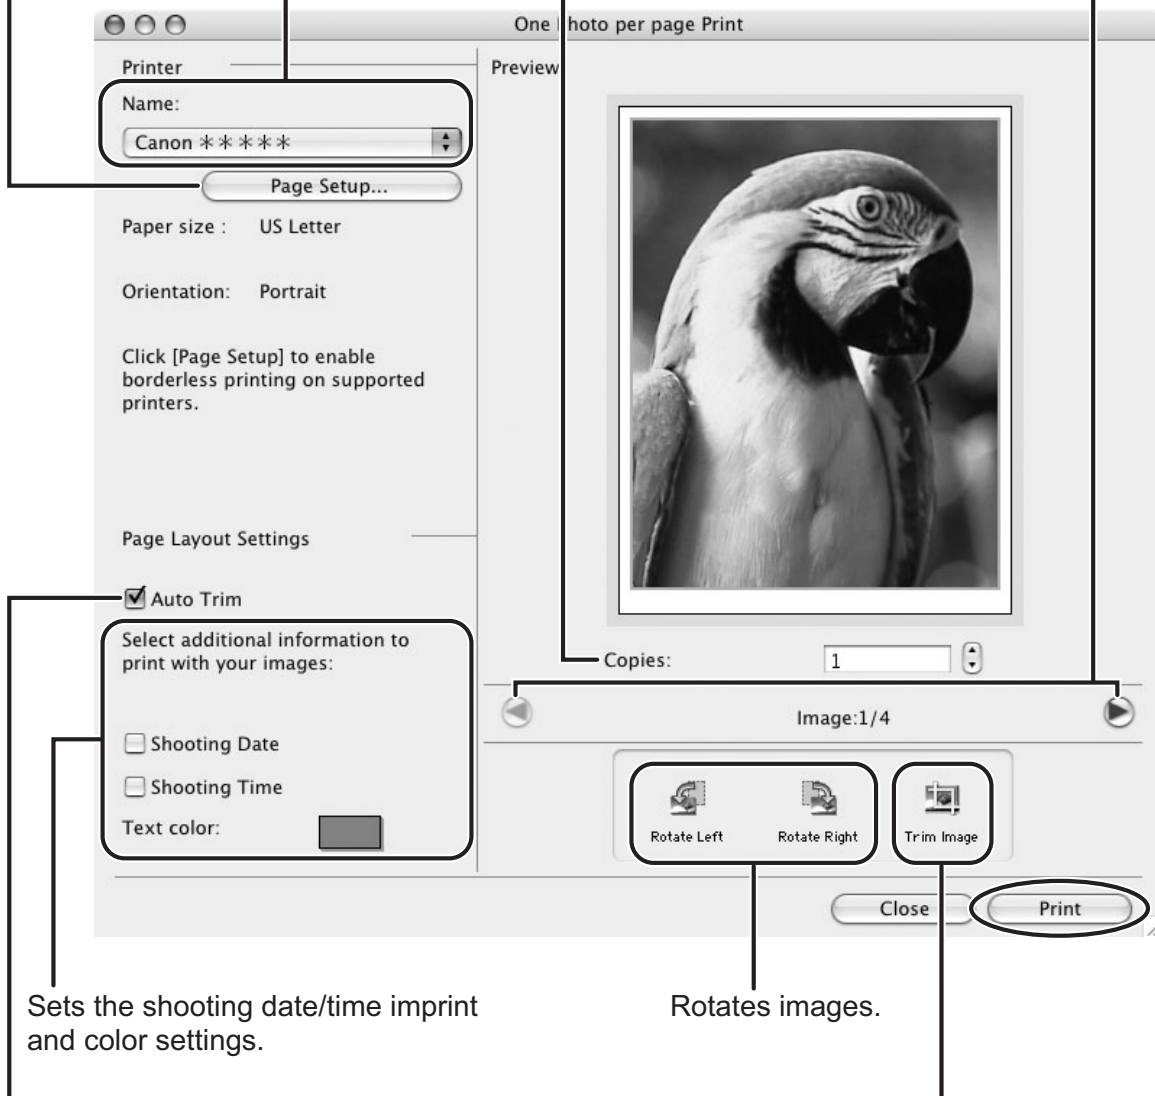 One Photo per page Print
Printer
Name:
Canon ∗∗∗∗∗
Page Setup...
Paper size : US Letter
Orientation: Portrait
Click [Page Setup] to enable
borderless printing on supported
printers.
Page Layout Settings
Auto Trim
Select additional information to
print with your images:
Shooting Date
Shooting Time
Text color:
Preview
Copies: 1
Image:1/4
Rotate Left Rotate Right Trim Image
Close Print
Sets the shooting date/time imprint
and color settings.
Rotates images.